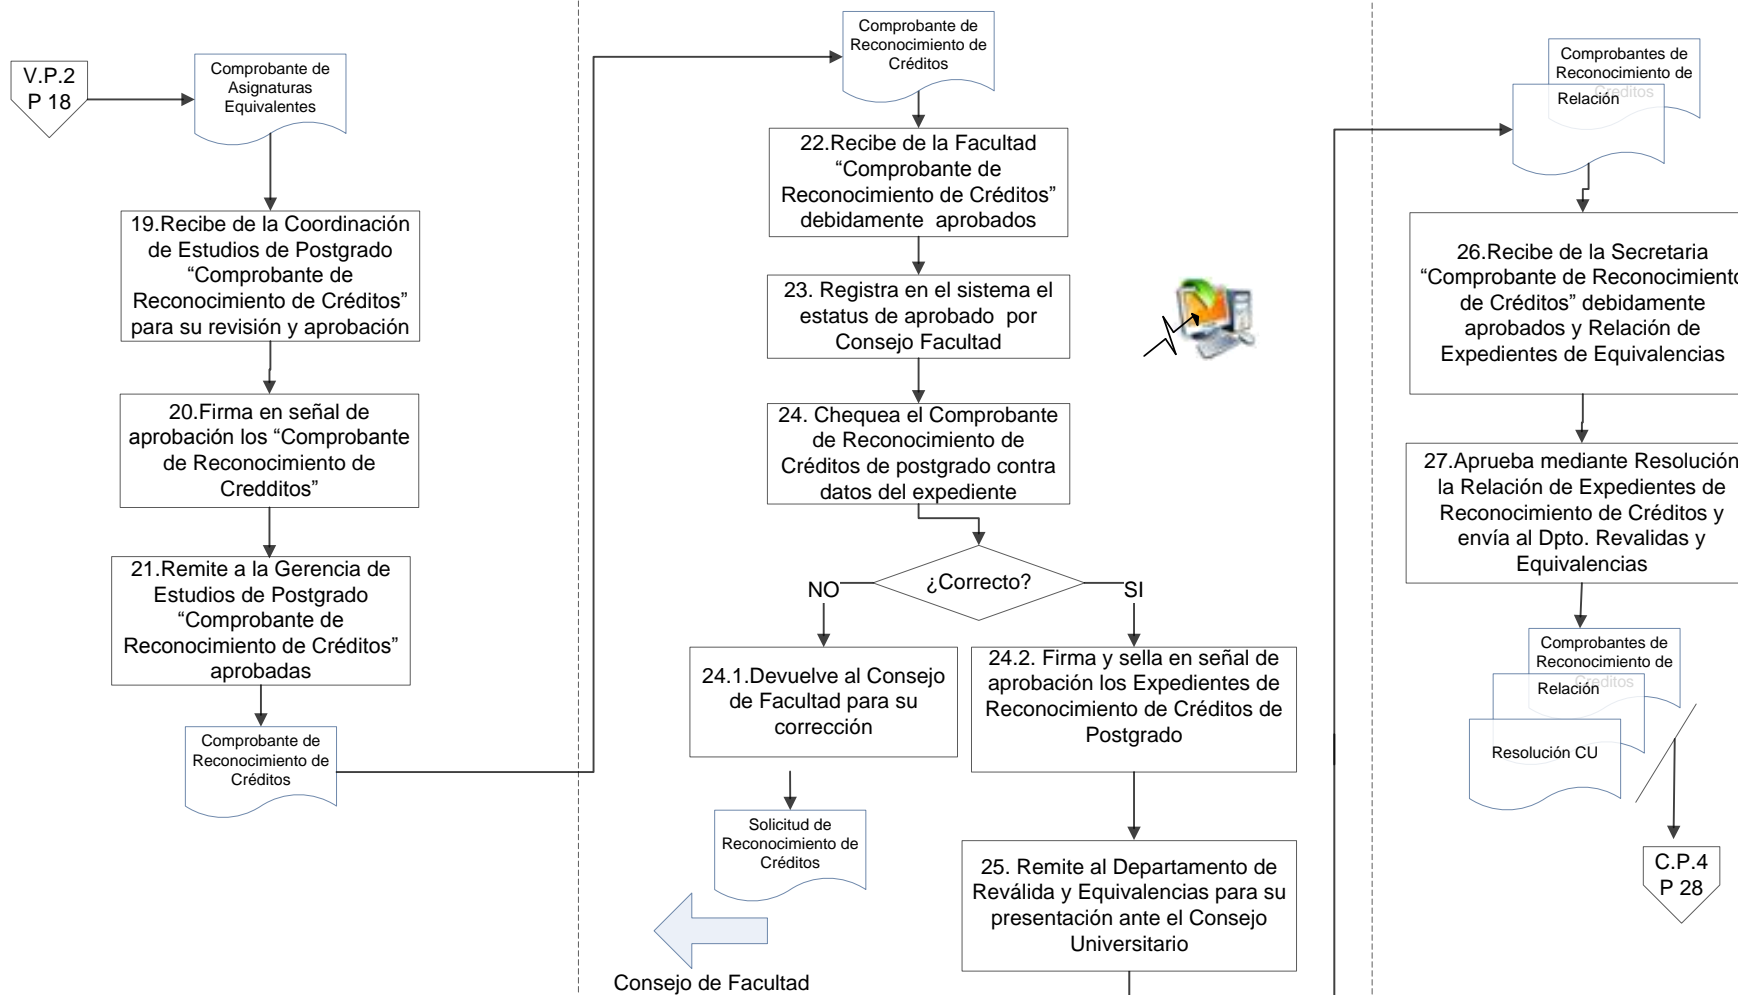 V.P.2
P 18
Comprobante de
Asignaturas
Equivalentes
19.Recibe de la Coordinación
de Estudios de Postgrado
“Comprobante de
Reconocimiento de Créditos”
para su revisión y aprobación
20.Firma en señal de
aprobación los “Comprobante
de Reconocimiento de
Credditos”
21.Remite a la Gerencia de
Estudios de Postgrado
“Comprobante de
Reconocimiento de Créditos”
aprobadas
Comprobante de
Reconocimiento de
Créditos
Comprobante de
Reconocimiento de
Créditos
22.Recibe de la Facultad
“Comprobante de
Reconocimiento de Créditos”
debidamente aprobados
23. Registra en el sistema el
estatus de aprobado por
Consejo Facultad
24. Chequea el Comprobante
de Reconocimiento de
Créditos de postgrado contra
datos del expediente
¿Correcto?
NO
SI
24.1.Devuelve al Consejo
de Facultad para su
corrección
24.2. Firma y sella en señal de
aprobación los Expedientes de
Reconocimiento de Créditos de
Postgrado
Solicitud de
Reconocimiento de
Créditos
Consejo de Facultad
25. Remite al Departamento de
Reválida y Equivalencias para su
presentación ante el Consejo
Universitario
Comprobantes de
Reconocimiento de
Creditos
Relación
26.Recibe de la Secretaria
“Comprobante de Reconocimiento
de Créditos” debidamente
aprobados y Relación de
Expedientes de Equivalencias
27.Aprueba mediante Resolución
la Relación de Expedientes de
Reconocimiento de Créditos y
envía al Dpto. Revalidas y
Equivalencias
Comprobantes de
Reconocimiento de
Creditos
Relación
Resolución CU
C.P.4
P 28